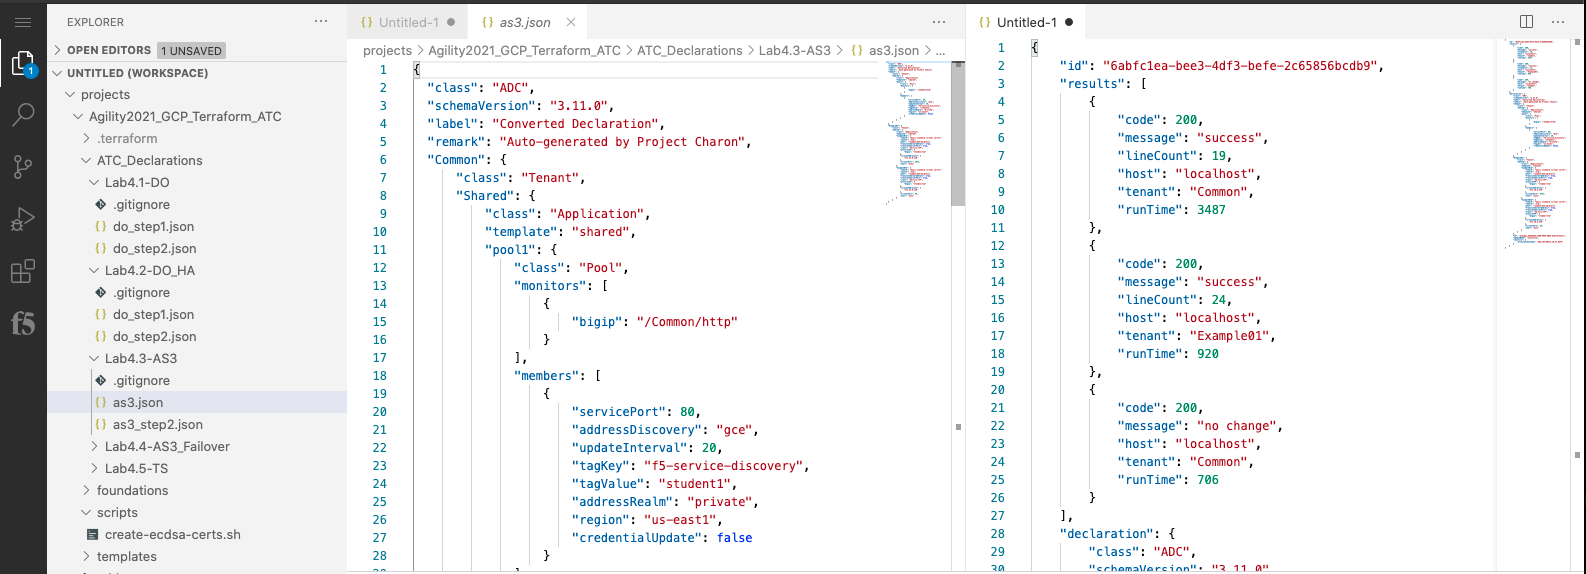 EXPLORER
OPEN EDITORS 1 UNSAVED
UNTITLED (WORKSPACE)
projects
Agility2021_GCP_Terraform_ATC
.terraform
ATC_Declarations
Lab4.1-DO
.gitignore
do_step1.json
do_step2.json
Lab4.2-DO_HA
.gitignore
do_step1.json
do_step2.json
Lab4.3-AS3
.gitignore
as3.json
as3_step2.json
Lab4.4-AS3_Failover
Lab4.5-TS
foundations
scripts
create-ecdsa-certs.sh
templates
1
f5
{} Untitled-1 ● {} as3.json ×
projects > Agility2021_GCP_Terraform_ATC > ATC_Declarations > Lab4.3-AS3 > {} as3.json > ...
1 {
2 "class": "ADC",
3 "schemaVersion": "3.11.0",
4 "label": "Converted Declaration",
5 "remark": "Auto-generated by Project Charon",
6 "Common": {
7 "class": "Tenant",
8 "Shared": {
9 "class": "Application",
10 "template": "shared",
11 "pool1": {
12 "class": "Pool",
13 "monitors": [
14 {
15 "bigip": "/Common/http"
16 }
17 ],
18 "members": [
19 {
20 "servicePort": 80,
21 "addressDiscovery": "gce",
22 "updateInterval": 20,
23 "tagKey": "f5-service-discovery",
24 "tagValue": "student1",
25 "addressRealm": "private",
26 "region": "us-east1",
27 "credentialUpdate": false
28 }
{} Untitled-1 ●
1 {
2 "id": "6abfc1ea-bee3-4df3-befe-2c65856bcdb9",
3 "results": [
4 {
5 "code": 200,
6 "message": "success",
7 "lineCount": 19,
8 "host": "localhost",
9 "tenant": "Common",
10 "runTime": 3487
11 },
12 {
13 "code": 200,
14 "message": "success",
15 "lineCount": 24,
16 "host": "localhost",
17 "tenant": "Example01",
18 "runTime": 920
19 },
20 {
21 "code": 200,
22 "message": "no change",
23 "host": "localhost",
24 "tenant": "Common",
25 "runTime": 706
26 }
27 ],
28 "declaration": {
29 "class": "ADC",
30 "schemaVersion": "3.11.0"